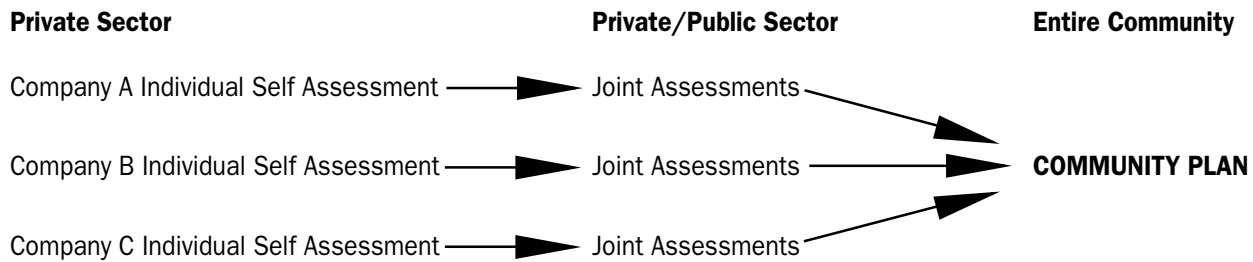 Private Sector Private/Public Sector Entire Community
Company A Individual Self Assessment Joint Assessments
Company B Individual Self Assessment Joint Assessments COMMUNITY PLAN
Company C Individual Self Assessment Joint Assessments